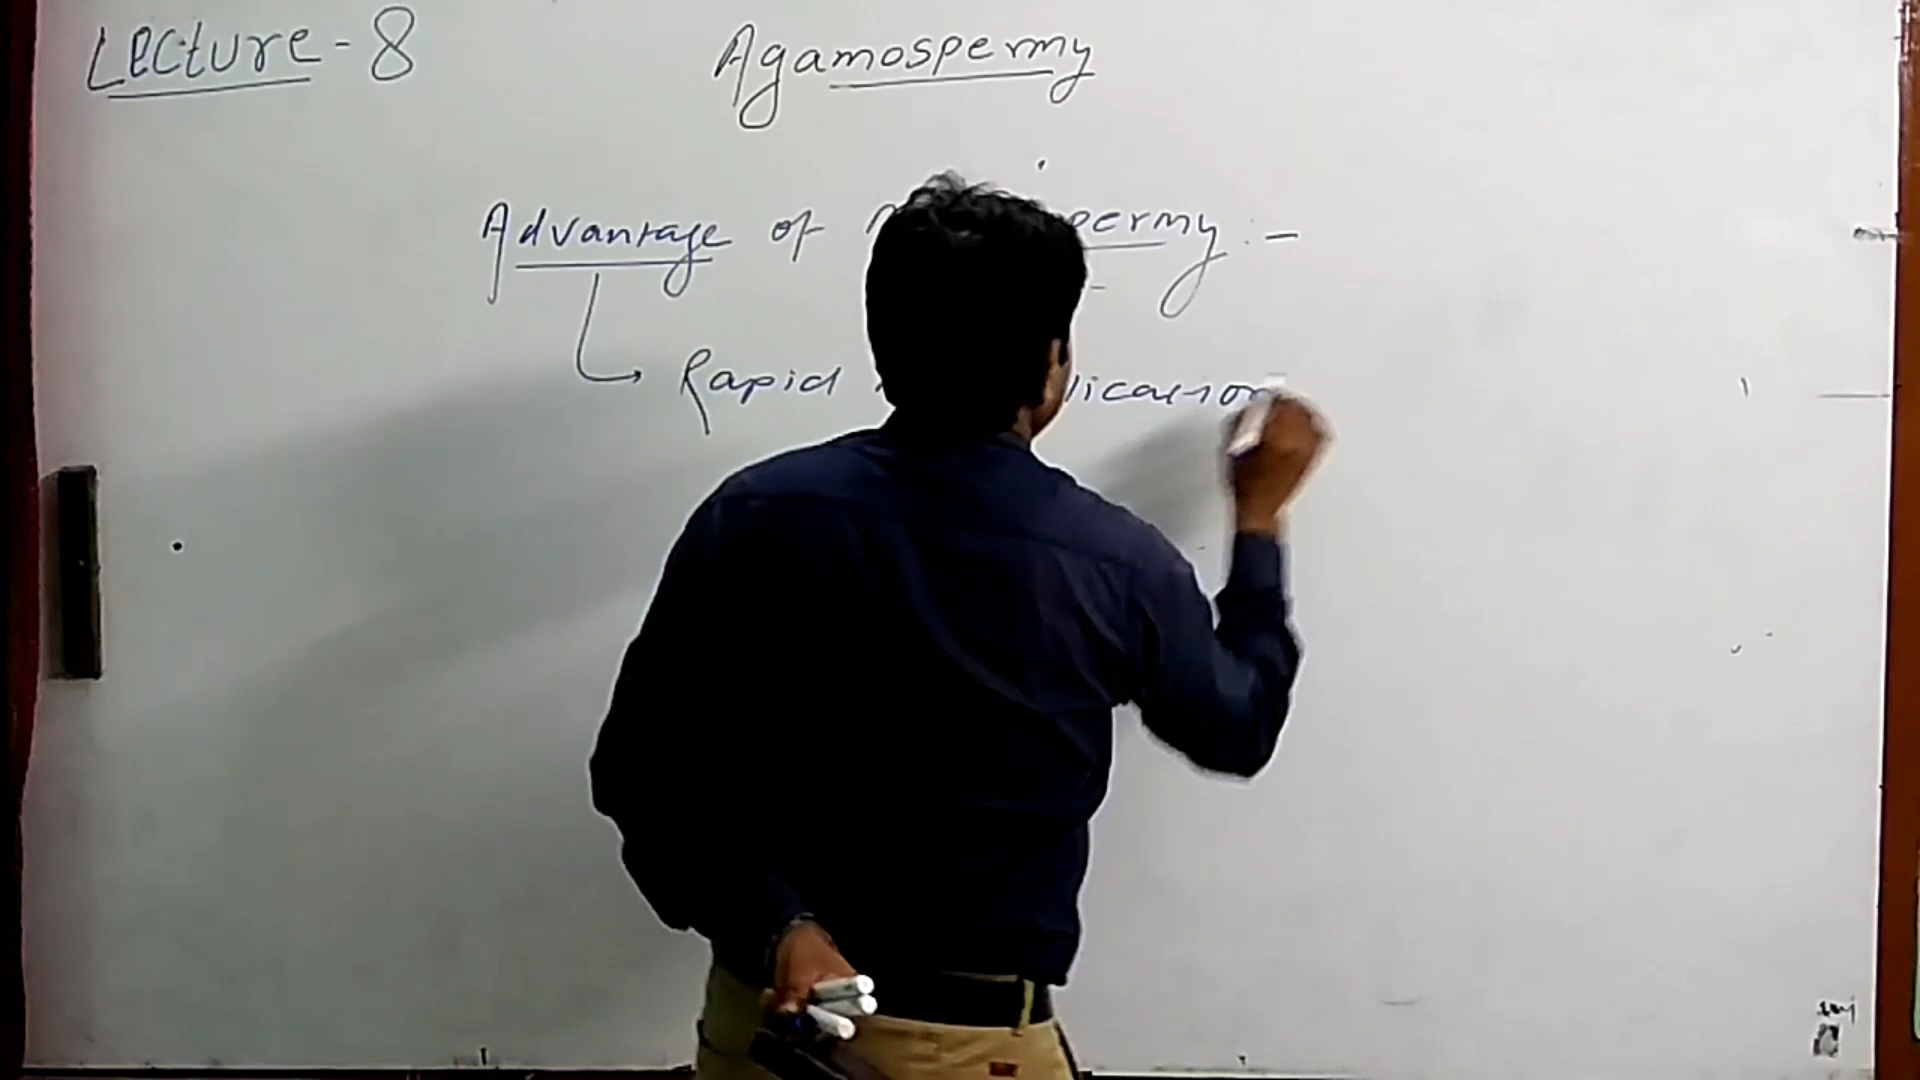 Lecture - 8
Agamospermy
Advantage of permy :-
Rapid lication